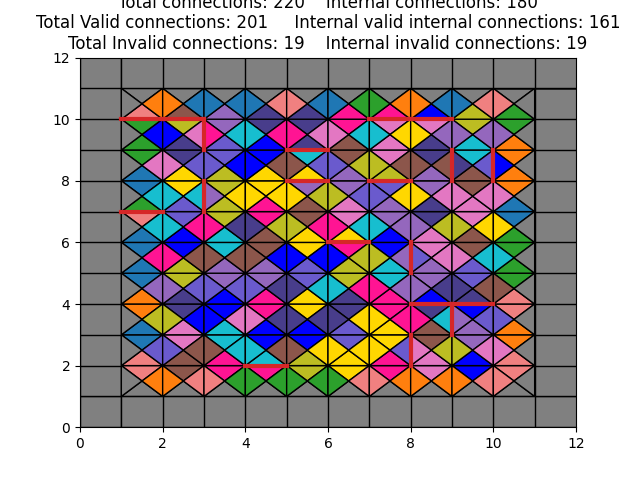 Total connections: 220    Internal connections: 180
Total Valid connections: 201     Internal valid internal connections: 161
Total Invalid connections: 19    Internal invalid connections: 19
12
10
8
6
4
2
0
0 2 4 6 8 10 12